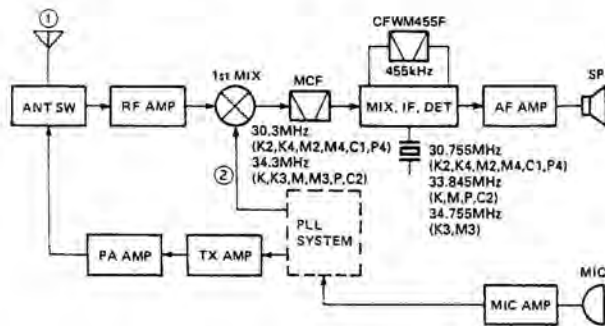 ①
CFWM455F
455kHz
1st MIX
MCF
SP
ANT SW
RF AMP
MIX, IF, DET
AF AMP
30.3MHz
(K2,K4,M2,M4,C1,P4)
34.3MHz
(K,K3,M,M3,P,C2)
30.755MHz
(K2,K4,M2,M4,C1,P4)
33.845MHz
(K,M,P,C2)
34.755MHz
(K3,M3)
②
PLL
SYSTEM
PA AMP
TX AMP
MIC AMP
MIC